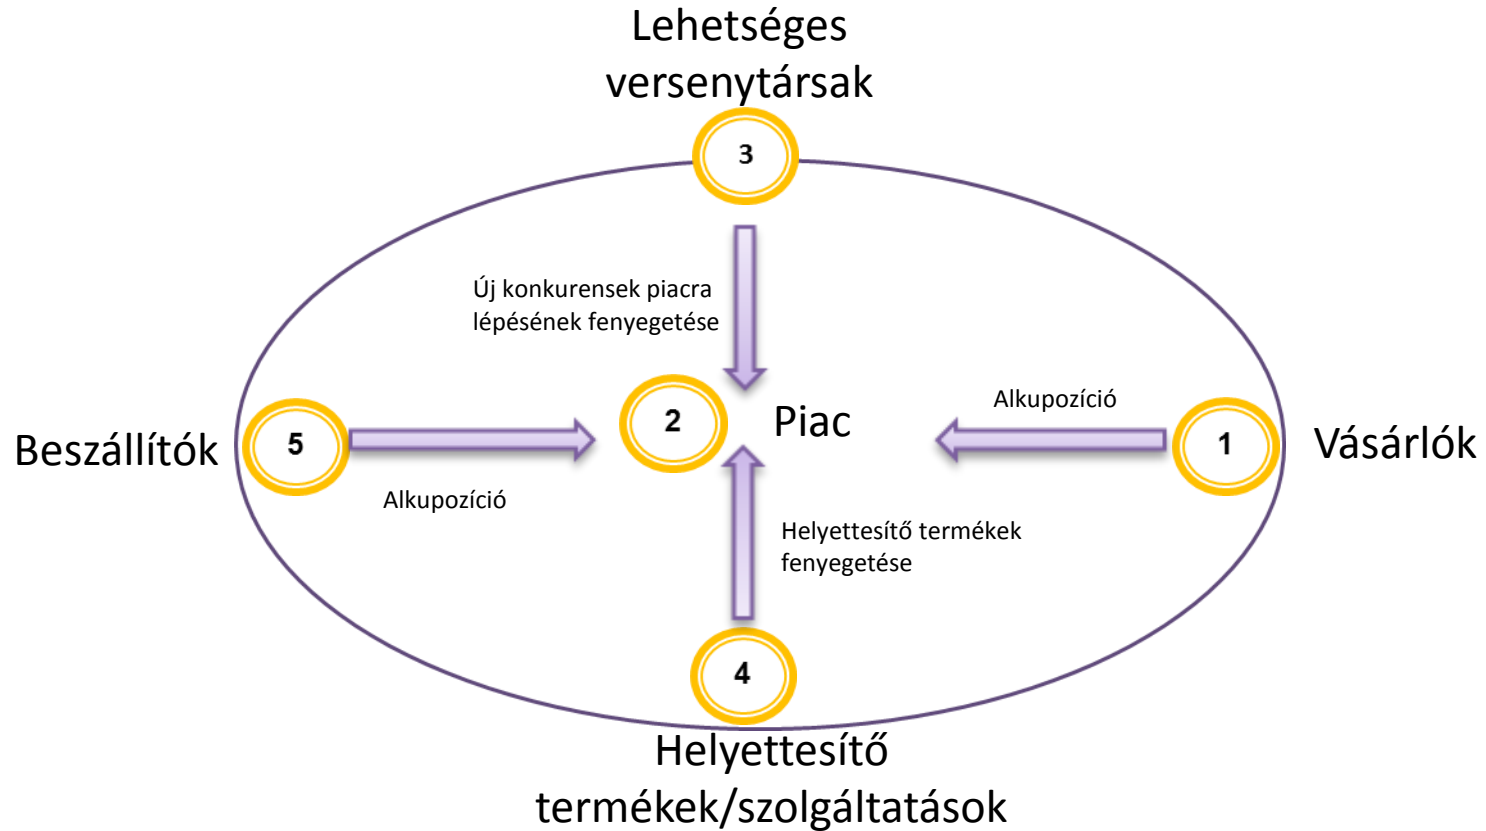 Lehetséges
versenytársak
3
Új konkurensek piacra
lépésének fenyegetése
2
Piac
Alkupozíció
1
Vásárlók
Beszállítók
5
Alkupozíció
Helyettesítő termékek
fenyegetése
4
Helyettesítő
termékek/szolgáltatások